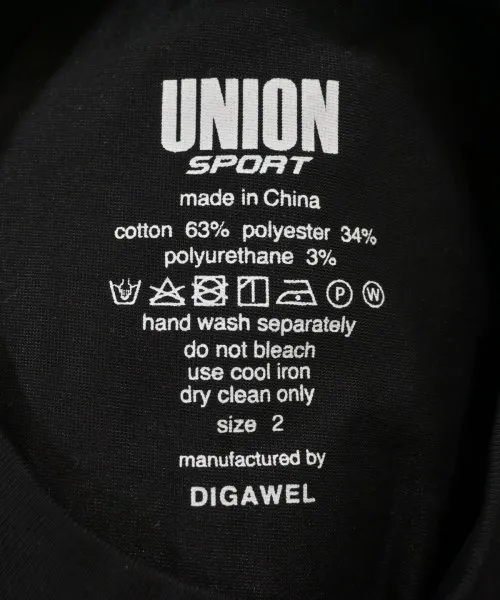 UNION
SPORT
made in China
cotton 63% polyester 34%
polyurethane 3%
P W
hand wash separately
do not bleach
use cool iron
dry clean only
size 2
manufactured by
DIGAWEL